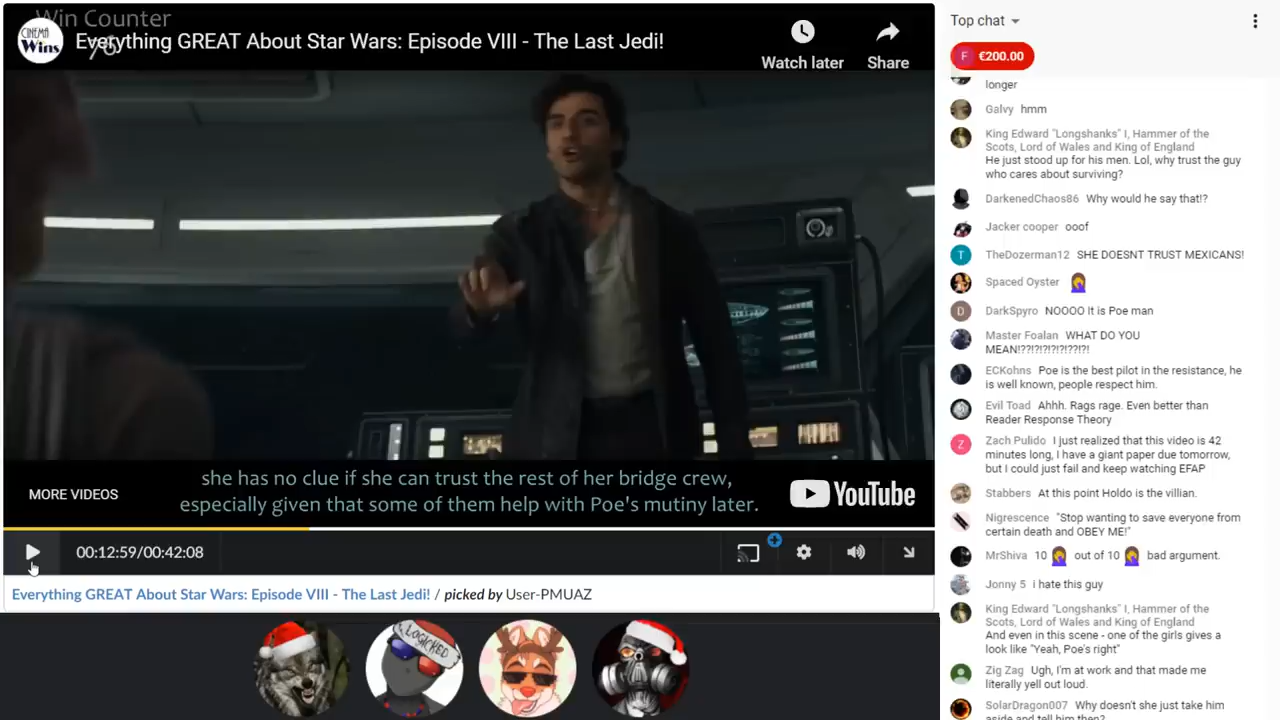 Win Counter
76
CINEMA
Wins
Everything GREAT About Star Wars: Episode VIII - The Last Jedi!
Watch later
Share
she has no clue if she can trust the rest of her bridge crew,
especially given that some of them help with Poe's mutiny later.
MORE VIDEOS
YouTube
00:12:59/00:42:08
Everything GREAT About Star Wars: Episode VIII - The Last Jedi! / picked by User-PMUAZ
LOGICKED
Top chat
F €200.00
longer
Galvy hmm
King Edward "Longshanks" I, Hammer of the
Scots, Lord of Wales and King of England
He just stood up for his men. Lol, why trust the guy
who cares about surviving?
DarkenedChaos86 Why would he say that!?
Jacker cooper ooof
T TheDozerman12 SHE DOESNT TRUST MEXICANS!
Spaced Oyster
D DarkSpyro NOOOO It is Poe man
Master Foalan WHAT DO YOU
MEAN!??!?!?!?!??!?!
ECKohns Poe is the best pilot in the resistance, he
is well known, people respect him.
Evil Toad Ahhh. Rags rage. Even better than
Reader Response Theory
Z Zach Pulido I just realized that this video is 42
minutes long, I have a giant paper due tomorrow,
but I could just fail and keep watching EFAP
Stabbers At this point Holdo is the villian.
Nigrescence "Stop wanting to save everyone from
certain death and OBEY ME!"
MrShiva 10 out of 10 bad argument.
Jonny 5 i hate this guy
King Edward "Longshanks" I, Hammer of the
Scots, Lord of Wales and King of England
And even in this scene - one of the girls gives a
look like "Yeah, Poe's right"
Zig Zag Ugh, I'm at work and that made me
literally yell out loud.
SolarDragon007 Why doesn't she just take him
aside and tell him then?